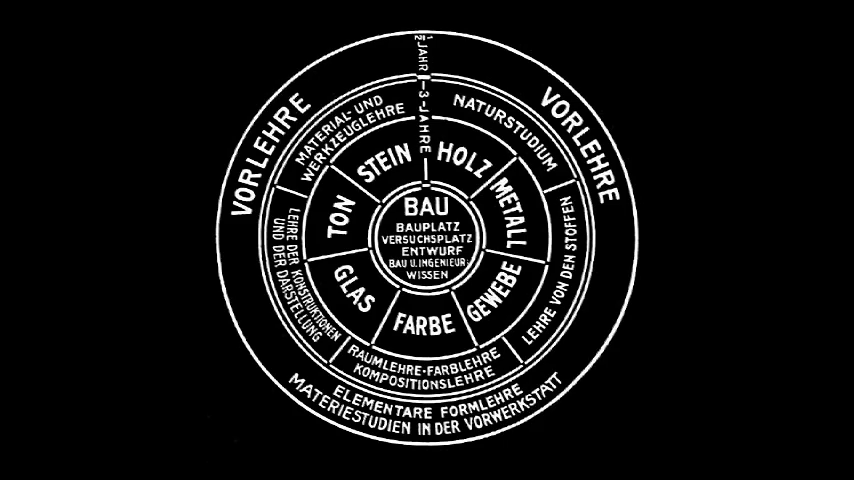 VORLEHRE
VORLEHRE
½ JAHR
3 JAHRE
MATERIAL- UND
WERKZEUGLEHRE
NATURSTUDIUM
LEHRE VON DEN STOFFEN
RAUMLEHRE·FARBLEHRE
KOMPOSITIONSLEHRE
LEHRE DER KONSTRUKTIONEN
UND DER DARSTELLUNG
STEIN
HOLZ
METALL
GEWEBE
FARBE
GLAS
TON
BAU
BAUPLATZ
VERSUCHSPLATZ
ENTWURF
BAU U. INGENIEUR-
WISSEN
ELEMENTARE FORMLEHRE
MATERIESTUDIEN IN DER VORWERKSTATT